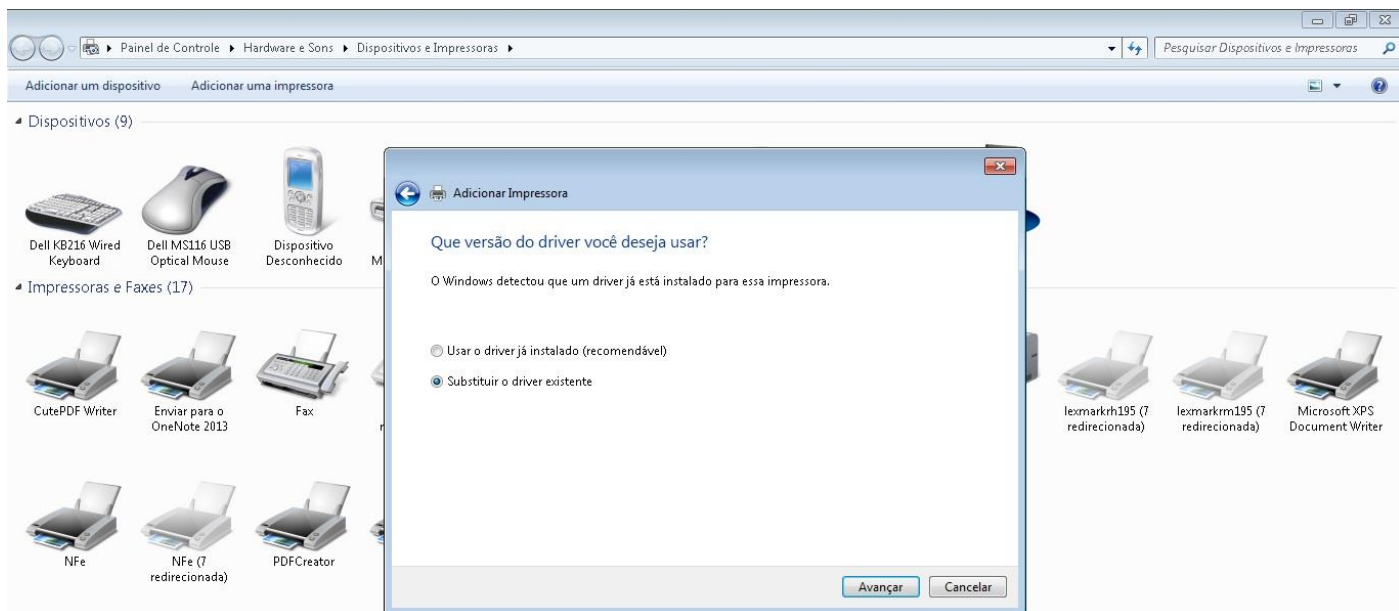 Painel de Controle ▸ Hardware e Sons ▸ Dispositivos e Impressoras ▸
Pesquisar Dispositivos e Impressoras
Adicionar um dispositivo Adicionar uma impressora
Dispositivos (9)
Dell KB216 Wired
Keyboard
Dell MS116 USB
Optical Mouse
Dispositivo
Desconhecido
M
Adicionar Impressora
Que versão do driver você deseja usar?
O Windows detectou que um driver já está instalado para essa impressora.
Usar o driver já instalado (recomendável)
Substituir o driver existente
Avançar Cancelar
Impressoras e Faxes (17)
CutePDF Writer
Enviar para o
OneNote 2013
Fax
lexmarkrh195 (7
redirecionada)
lexmarkrm195 (7
redirecionada)
Microsoft XPS
Document Writer
NFe
NFe (7
redirecionada)
PDFCreator